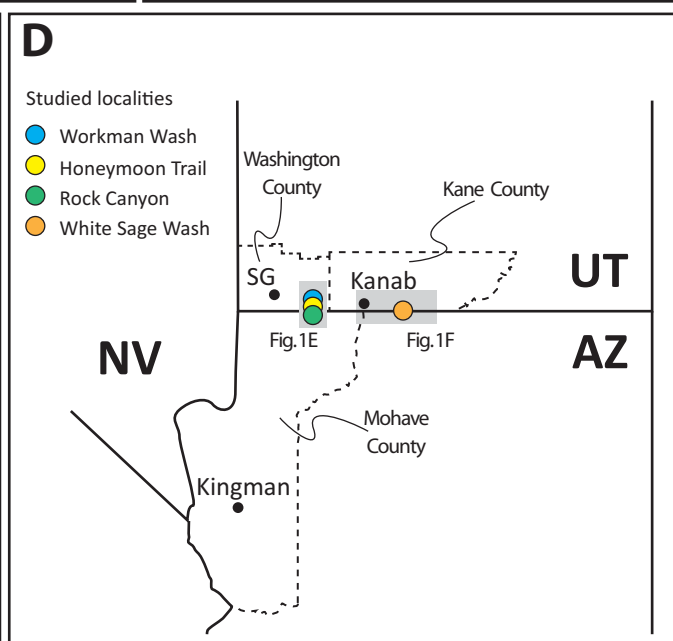 D
Studied localities
Workman Wash
Honeymoon Trail
Rock Canyon
White Sage Wash
Washington
County
Kane County
SG
Kanab
UT
Fig.1E
Fig.1F
NV
AZ
Mohave
County
Kingman